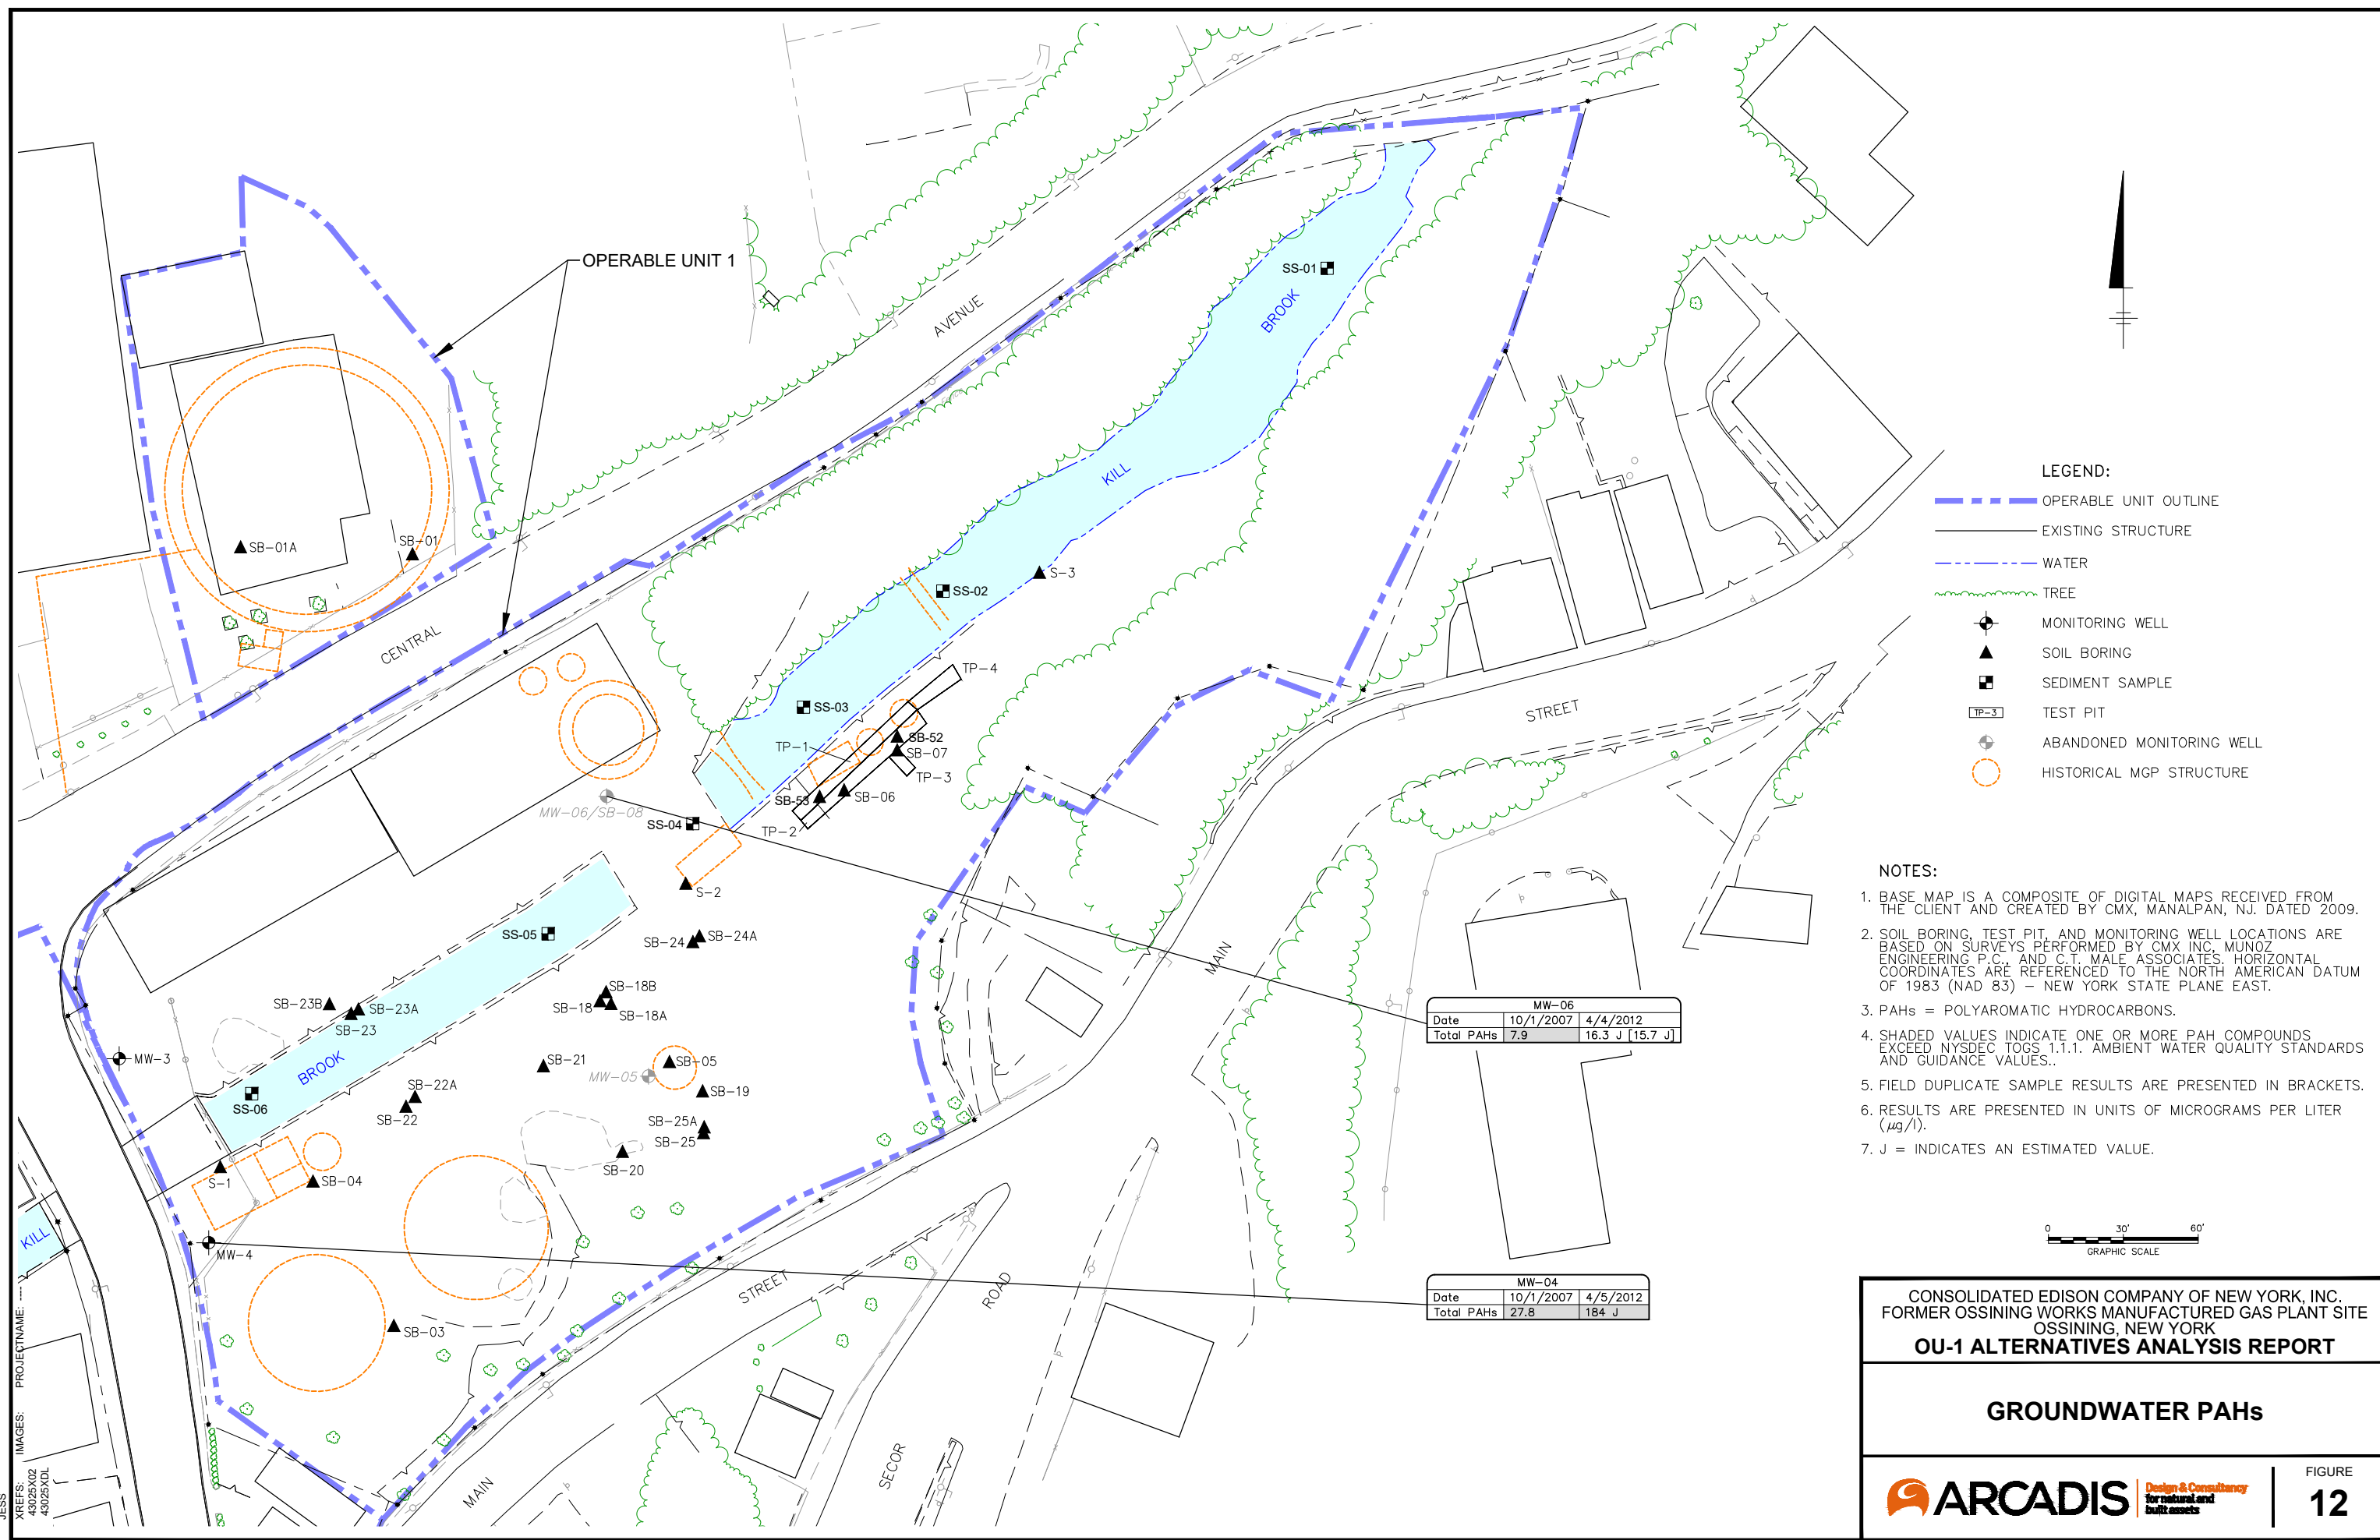 OPERABLE UNIT 1
AVENUE
SS-01
BROOK
KILL
SB-01A
SB-01
CENTRAL
S-3
SS-02
TP-4
SS-03
SB-52
TP-1
SB-07
TP-3
SB-53
SB-06
TP-2
MW-06/SB-08
SS-04
S-2
STREET
SS-05
SB-24
SB-24A
MAIN
SB-23B
SB-23A
SB-23
SB-18B
SB-18
SB-18A
MW-3
BROOK
SB-21
SB-05
MW-05
SB-19
SS-06
SB-22A
SB-22
SB-25A
SB-25
SB-20
S-1
SB-04
KILL
MW-4
STREET
ROAD
SB-03
MAIN
SECOR
MW-06
Date 10/1/2007 4/4/2012
Total PAHs 7.9 16.3 J [15.7 J]
MW-04
Date 10/1/2007 4/5/2012
Total PAHs 27.8 184 J
LEGEND:
OPERABLE UNIT OUTLINE
EXISTING STRUCTURE
WATER
TREE
MONITORING WELL
SOIL BORING
SEDIMENT SAMPLE
TP-3 TEST PIT
ABANDONED MONITORING WELL
HISTORICAL MGP STRUCTURE
NOTES:
1. BASE MAP IS A COMPOSITE OF DIGITAL MAPS RECEIVED FROM
THE CLIENT AND CREATED BY CMX, MANALPAN, NJ. DATED 2009.
2. SOIL BORING, TEST PIT, AND MONITORING WELL LOCATIONS ARE
BASED ON SURVEYS PERFORMED BY CMX INC, MUNOZ
ENGINEERING P.C., AND C.T. MALE ASSOCIATES. HORIZONTAL
COORDINATES ARE REFERENCED TO THE NORTH AMERICAN DATUM
OF 1983 (NAD 83) – NEW YORK STATE PLANE EAST.
3. PAHs = POLYAROMATIC HYDROCARBONS.
4. SHADED VALUES INDICATE ONE OR MORE PAH COMPOUNDS
EXCEED NYSDEC TOGS 1.1.1. AMBIENT WATER QUALITY STANDARDS
AND GUIDANCE VALUES..
5. FIELD DUPLICATE SAMPLE RESULTS ARE PRESENTED IN BRACKETS.
6. RESULTS ARE PRESENTED IN UNITS OF MICROGRAMS PER LITER
(µg/l).
7. J = INDICATES AN ESTIMATED VALUE.
0 30' 60'
GRAPHIC SCALE
CONSOLIDATED EDISON COMPANY OF NEW YORK, INC.
FORMER OSSINING WORKS MANUFACTURED GAS PLANT SITE
OSSINING, NEW YORK
OU-1 ALTERNATIVES ANALYSIS REPORT
GROUNDWATER PAHs
ARCADIS
Design & Consultancy
for natural and
built assets
FIGURE
12
XREFS: IMAGES: PROJECTNAME: ----
43025X02
43025XDL